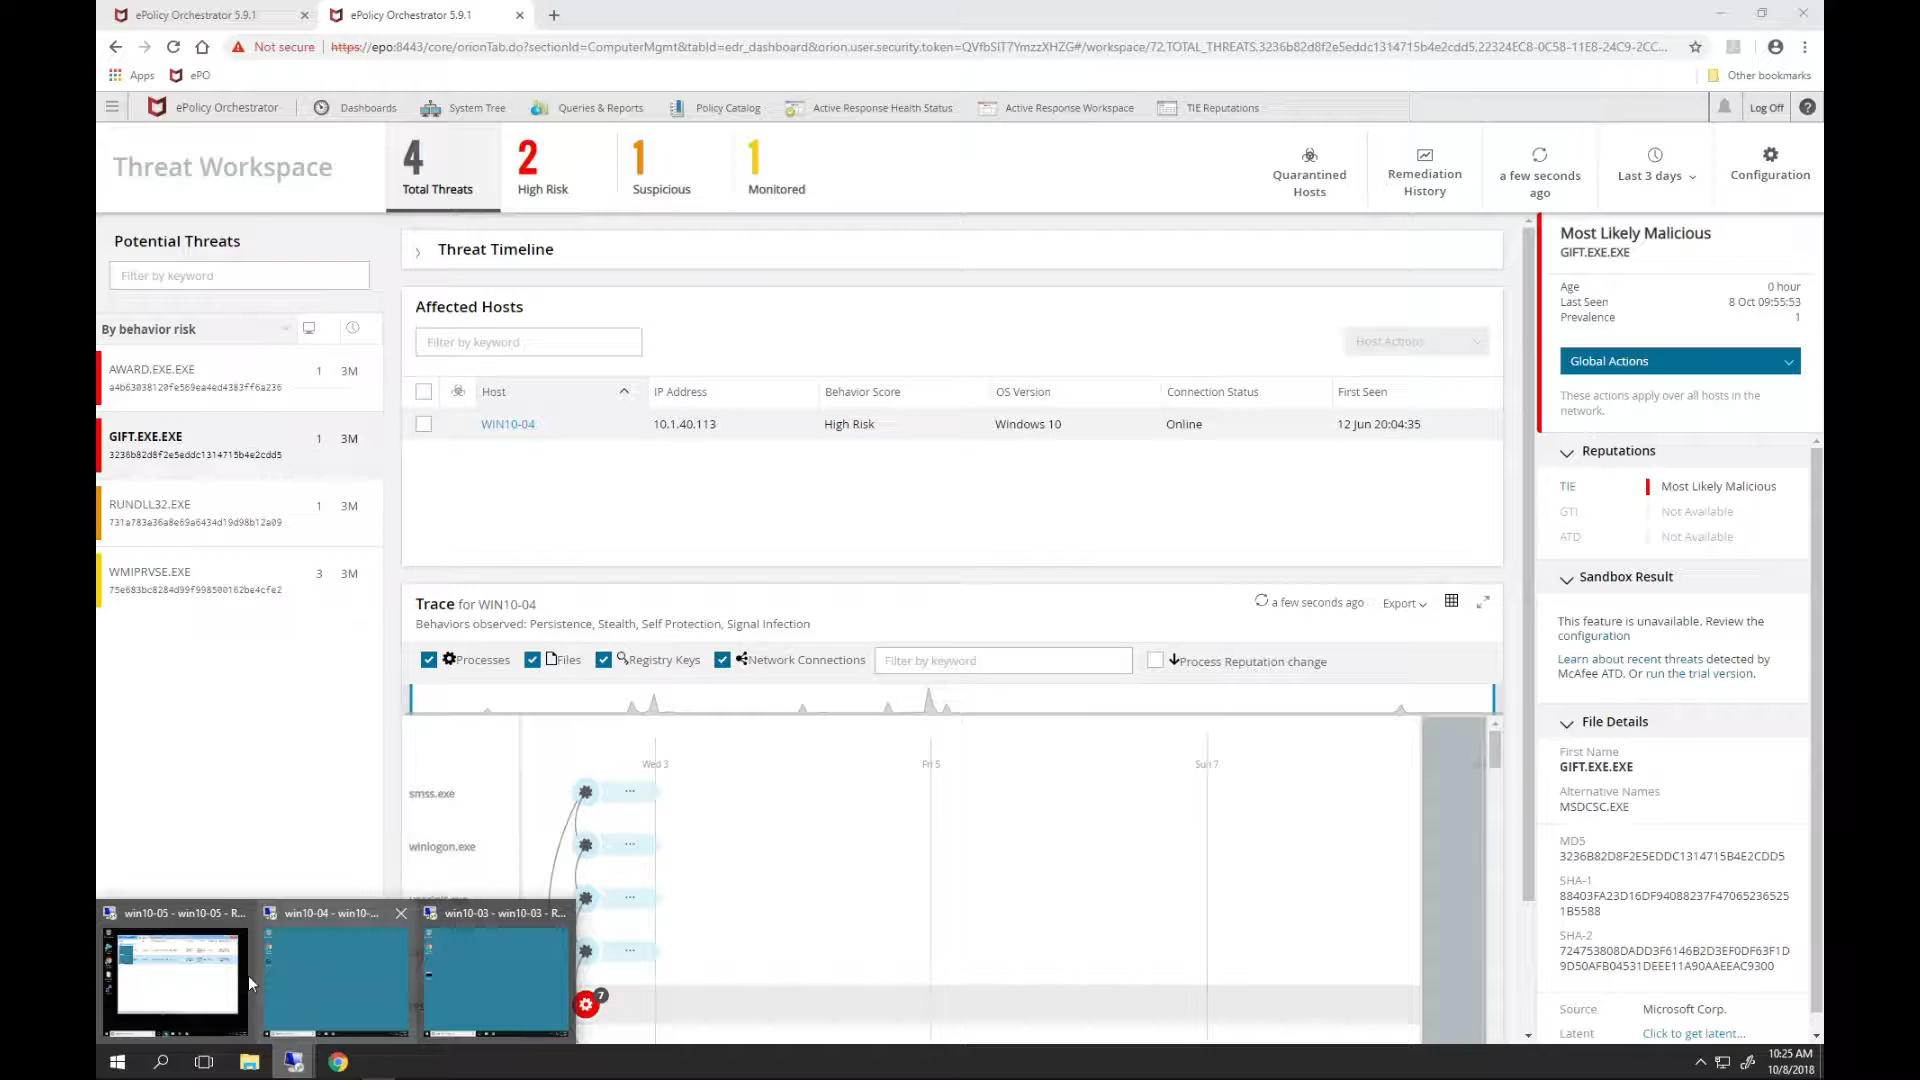 ePolicy Orchestrator 5.9.1
ePolicy Orchestrator 5.9.1
Not secure
https://epo:8443/core/orionTab.do?sectionId=ComputerMgmt&tabId=edr_dashboard&orion.user.security.token=QVfbSIT7YmzzXHZG#/workspace/72,TOTAL_THREATS,3236b82d8f2e5eddc1314715b4e2cdd5,22324EC8-0C58-11E8-24C9-2CC...
Apps
ePO
Other bookmarks
ePolicy Orchestrator
Dashboards
System Tree
Queries & Reports
Policy Catalog
Active Response Health Status
Active Response Workspace
TIE Reputations
Log Off
Threat Workspace
4
Total Threats
2
High Risk
1
Suspicious
1
Monitored
Quarantined
Hosts
Remediation
History
a few seconds
ago
Last 3 days
Configuration
Potential Threats
Filter by keyword
By behavior risk
AWARD.EXE.EXE 1 3M
a4b63038120fe569ea4ed4383ff6a236
GIFT.EXE.EXE 1 3M
3236b82d8f2e5eddc1314715b4e2cdd5
RUNDLL32.EXE 1 3M
731a783a36a8e69a6434d19d98b12a09
WMIPRVSE.EXE 3 3M
75e683bc8284d99f998500162be4cfe2
Threat Timeline
Affected Hosts
Filter by keyword
Host Actions
Host IP Address Behavior Score OS Version Connection Status First Seen
WIN10-04 10.1.40.113 High Risk Windows 10 Online 12 Jun 20:04:35
Trace for WIN10-04
Behaviors observed: Persistence, Stealth, Self Protection, Signal Infection
a few seconds ago
Export
Processes
Files
Registry Keys
Network Connections
Filter by keyword
Process Reputation change
Wed 3
Fri 5
Sun 7
smss.exe
winlogon.exe
7
Most Likely Malicious
GIFT.EXE.EXE
Age 0 hour
Last Seen 8 Oct 09:55:53
Prevalence 1
Global Actions
These actions apply over all hosts in the
network.
Reputations
TIE Most Likely Malicious
GTI Not Available
ATD Not Available
Sandbox Result
This feature is unavailable. Review the
configuration
Learn about recent threats detected by
McAfee ATD. Or run the trial version.
File Details
First Name
GIFT.EXE.EXE
Alternative Names
MSDCSC.EXE
MD5
3236B82D8F2E5EDDC1314715B4E2CDD5
SHA-1
88403FA23D16DF94088237F47065236525
1B5588
SHA-2
724753808DADD3F6146B2D3EF0DF63F1D
9D50AFB04531DEEE11A90AAEEAC9300
Source Microsoft Corp.
Latent Click to get latent...
win10-05 - win10-05 - R...
win10-04 - win10-...
win10-03 - win10-03 - R...
10:25 AM
10/8/2018